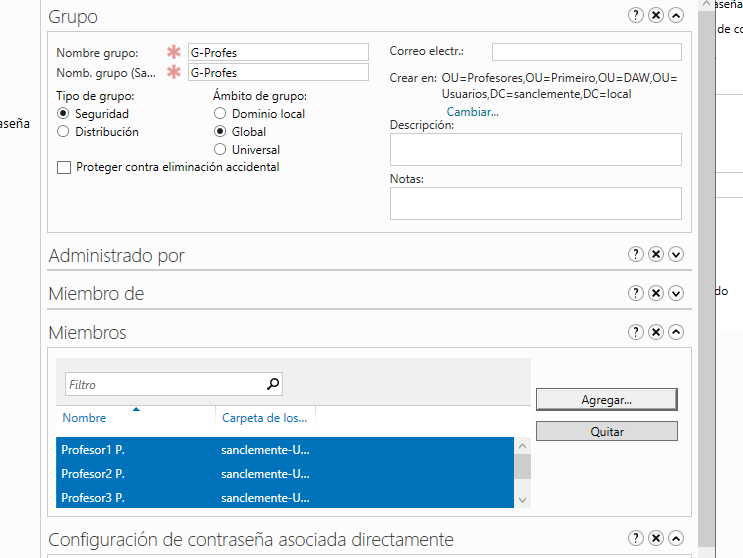 Grupo
Nombre grupo: G-Profes
Nomb. grupo (Sa... G-Profes
Tipo de grupo: Ámbito de grupo:
Seguridad Dominio local
Distribución Global
Universal
Proteger contra eliminación accidental
Correo electr.:
Crear en: OU=Profesores,OU=Primero,OU=DAW,OU=
Usuarios,DC=sanclemente,DC=local
Cambiar...
Descripción:
Notas:
Administrado por
Miembro de
Miembros
Filtro
Nombre Carpeta de los...
Profesor1 P. sanclemente-U...
Profesor2 P. sanclemente-U...
Profesor3 P. sanclemente-U...
Agregar...
Quitar
Configuración de contraseña asociada directamente
aseña
aseña
de co
do